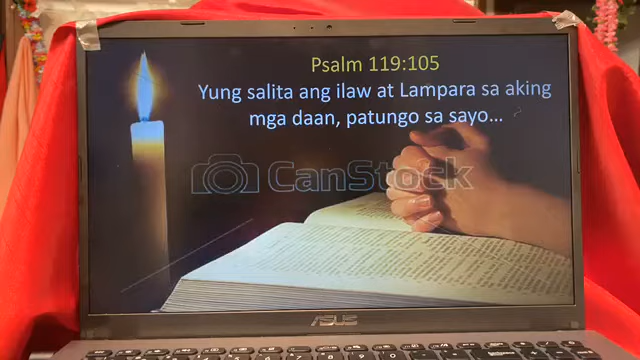 Psalm 119:105
Yung salita ang ilaw at Lampara sa aking
mga daan, patungo sa sayo...
CanStock
ASUS